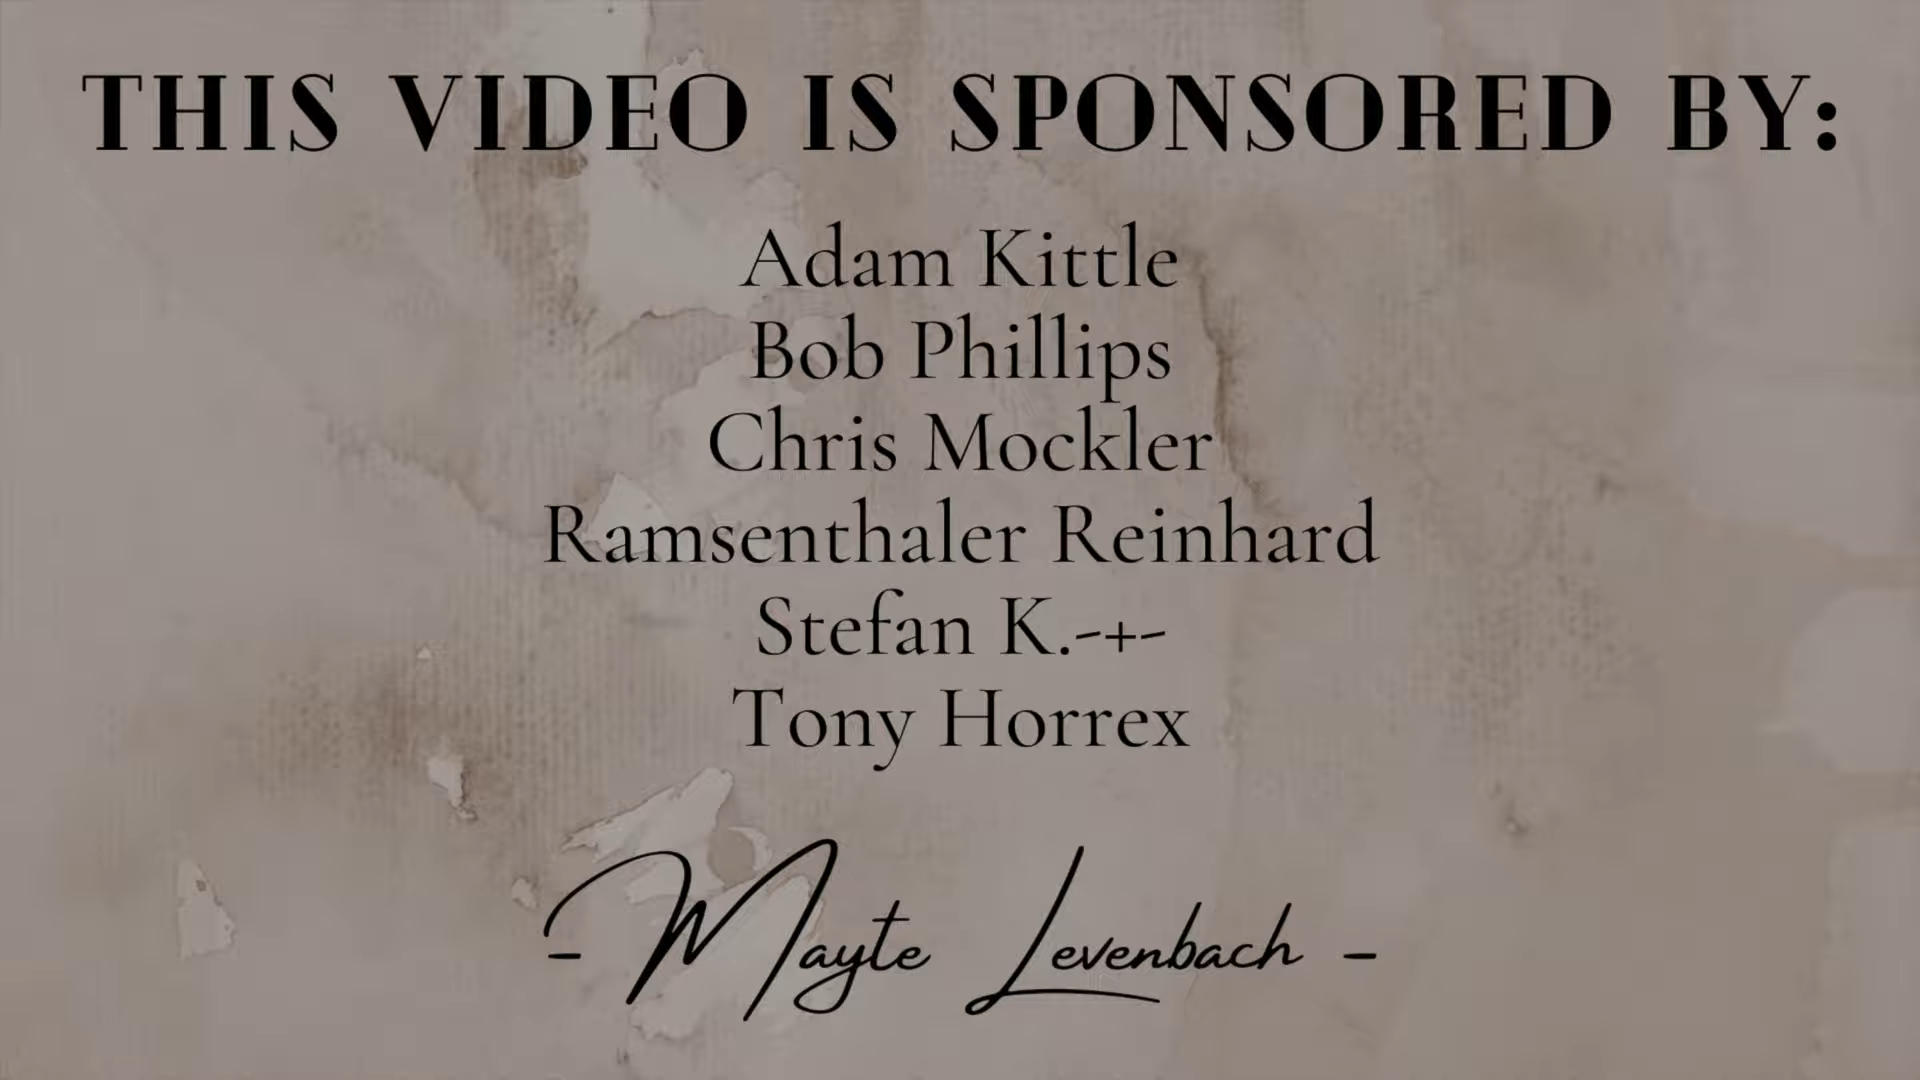 THIS VIDEO IS SPONSORED BY:
Adam Kittle
Bob Phillips
Chris Mockler
Ramsenthaler Reinhard
Stefan K.-+-
Tony Horrex
- Mayte Levenbach -